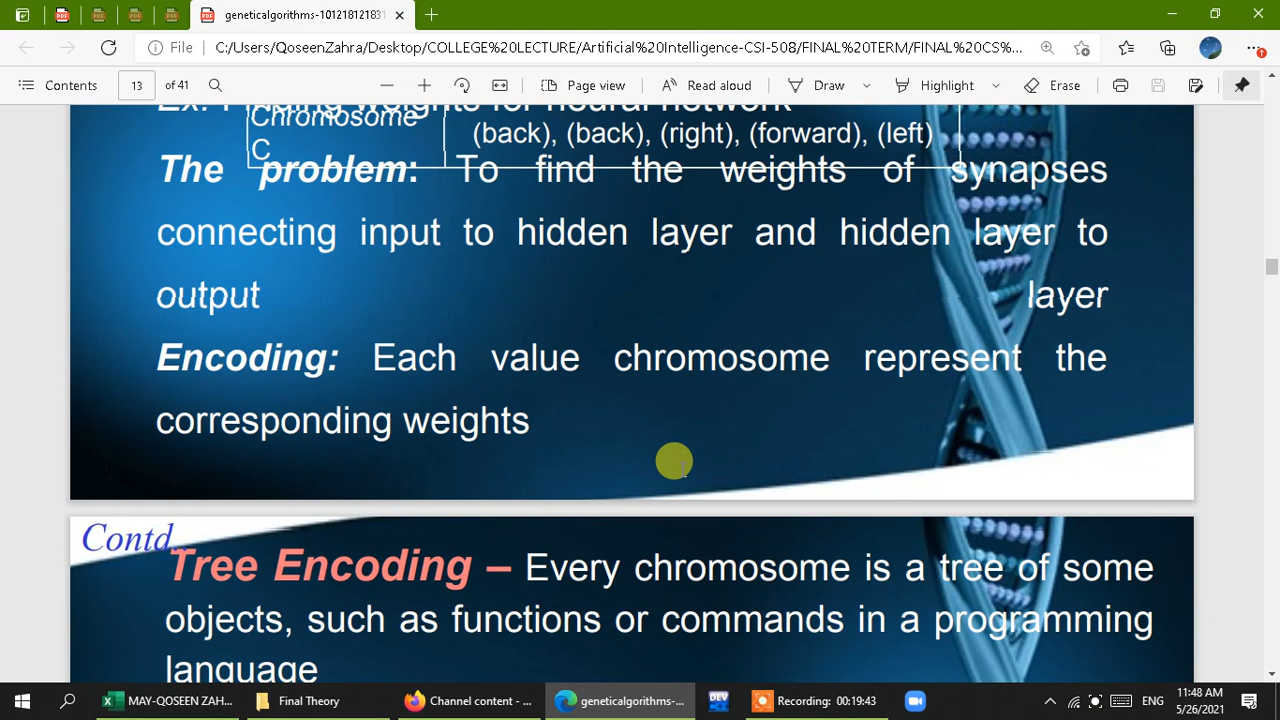 geneticalgorithms-101218121831
File
C:/Users/QoseenZahra/Desktop/COLLEGE%20LECTURE/Artificial%20Intelligence-CSI-508/FINAL%20TERM/FINAL%20CS%...
Contents
13
of 41
Page view
Read aloud
Draw
Highlight
Erase
Ex: Finding weights for neural network
Chromosome
C
(back), (back), (right), (forward), (left)
The problem: To find the weights of synapses
connecting input to hidden layer and hidden layer to
output layer
Encoding: Each value chromosome represent the
corresponding weights
Contd..
Tree Encoding – Every chromosome is a tree of some
objects, such as functions or commands in a programming
language
MAY-QOSEEN ZAH...
Final Theory
Channel content - ...
geneticalgorithms-...
DEV
Recording: 00:19:43
ENG
11:48 AM
5/26/2021